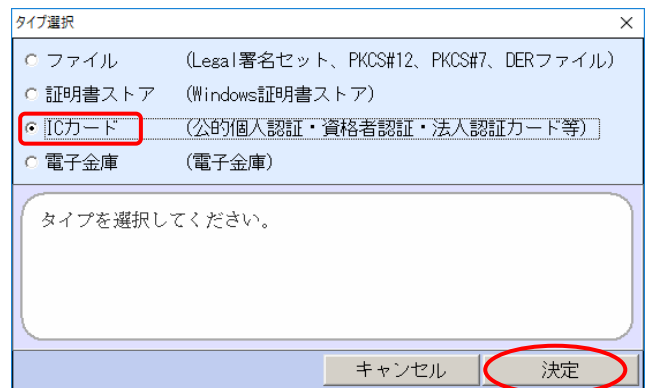 タイプ選択
ファイル (Legal署名セット、PKCS#12、PKCS#7、DERファイル)
証明書ストア (Windows証明書ストア)
ICカード (公的個人認証・資格者認証・法人認証カード等)
電子金庫 (電子金庫)
タイプを選択してください。
キャンセル 決定